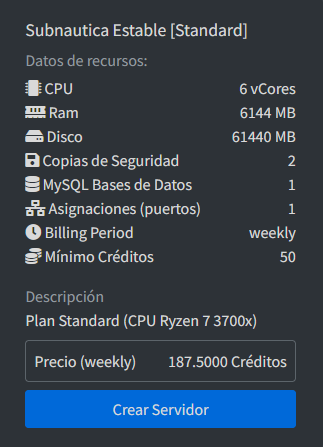 Subnautica Estable [Standard]
Datos de recursos:
CPU 6 vCores
Ram 6144 MB
Disco 61440 MB
Copias de Seguridad 2
MySQL Bases de Datos 1
Asignaciones (puertos) 1
Billing Period weekly
Mínimo Créditos 50
Descripción
Plan Standard (CPU Ryzen 7 3700x)
Precio (weekly) 187.5000 Créditos
Crear Servidor